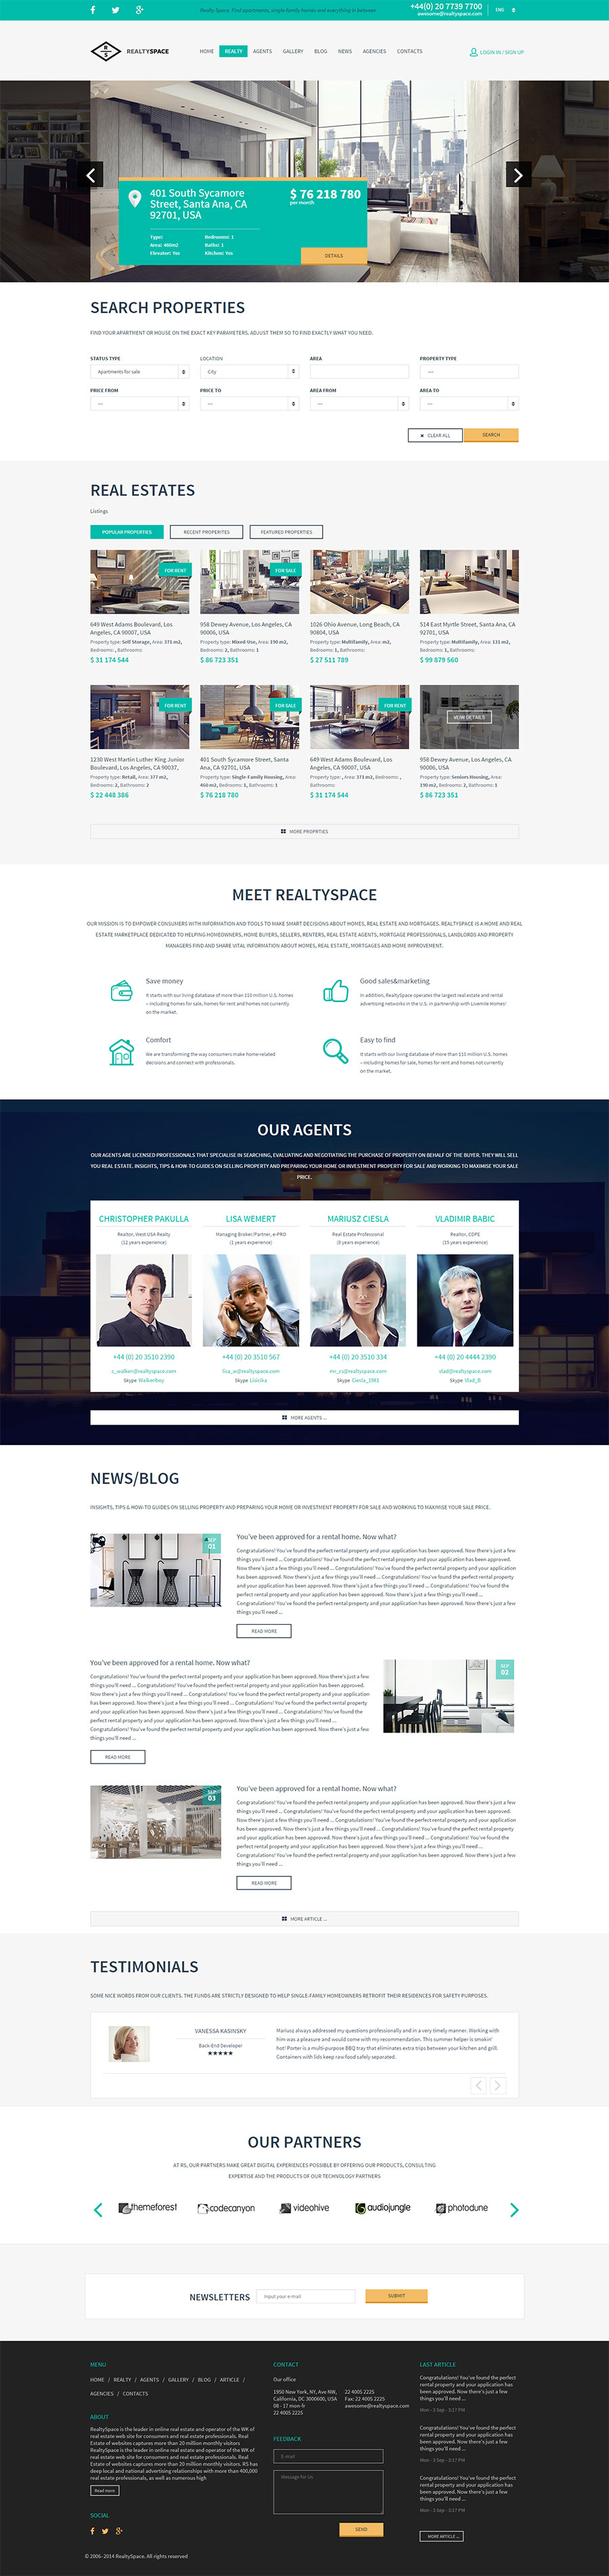 Realty Space. Find apartments, single-family homes and everything in between
+44(0) 20 7739 7700
awesome@realtyspace.com
ENG
REALTYSPACE
HOME REALTY AGENTS GALLERY BLOG NEWS AGENCIES CONTACTS
LOGIN IN / SIGN UP
401 South Sycamore
Street, Santa Ana, CA
92701, USA
$ 76 218 780
per month
Type: Bedrooms: 1
Area: 460m2 Baths: 1
Elevator: Yes Kitchen: Yes
DETAILS
SEARCH PROPERTIES
FIND YOUR APARTMENT OR HOUSE ON THE EXACT KEY PARAMETERS. ADJUST THEM SO TO FIND EXACTLY WHAT YOU NEED.
STATUS TYPE LOCATION AREA PROPERTY TYPE
Apartments for sale City ---
PRICE FROM PRICE TO AREA FROM AREA TO
--- --- --- ---
CLEAR ALL SEARCH
REAL ESTATES
Listings
POPULAR PROPERTIES RECENT PROPERITES FEATURED PROPERTIES
FOR RENT FOR SALE
649 West Adams Boulevard, Los
Angeles, CA 90007, USA
Property type: Self Storage, Area: 371 m2,
Bedrooms: , Bathrooms:
$ 31 174 544
958 Dewey Avenue, Los Angeles, CA
90006, USA
Property type: Mixed-Use, Area: 190 m2,
Bedrooms: 2, Bathrooms: 1
$ 86 723 351
1026 Ohio Avenue, Long Beach, CA
90804, USA
Property type: Multifamily, Area: m2,
Bedrooms: 1, Bathrooms:
$ 27 511 789
514 East Myrtle Street, Santa Ana, CA
92701, USA
Property type: Multifamily, Area: 131 m2,
Bedrooms: 1, Bathrooms:
$ 99 879 560
FOR RENT FOR SALE FOR RENT VEIW DETAILS
1230 West Martin Luther King Junior
Boulevard, Los Angeles, CA 90037,
Property type: Retail, Area: 377 m2,
Bedrooms: 2, Bathrooms: 2
$ 22 448 386
401 South Sycamore Street, Santa
Ana, CA 92701, USA
Property type: Single-Family Housing, Area:
460 m2, Bedrooms: 1, Bathrooms: 1
$ 76 218 780
649 West Adams Boulevard, Los
Angeles, CA 90007, USA
Property type: , Area: 371 m2, Bedrooms: ,
Bathrooms:
$ 31 174 544
958 Dewey Avenue, Los Angeles, CA
90006, USA
Property type: Seniors Housing, Area:
190 m2, Bedrooms: 2, Bathrooms: 1
$ 86 723 351
MORE PROPRTIES
MEET REALTYSPACE
OUR MISSION IS TO EMPOWER CONSUMERS WITH INFORMATION AND TOOLS TO MAKE SMART DECISIONS ABOUT HOMES, REAL ESTATE AND MORTGAGES. REALTYSPACE IS A HOME AND REAL
ESTATE MARKETPLACE DEDICATED TO HELPING HOMEOWNERS, HOME BUYERS, SELLERS, RENTERS, REAL ESTATE AGENTS, MORTGAGE PROFESSIONALS, LANDLORDS AND PROPERTY
MANAGERS FIND AND SHARE VITAL INFORMATION ABOUT HOMES, REAL ESTATE, MORTGAGES AND HOME IMPROVEMENT.
Save money
It starts with our living database of more than 110 million U.S. homes
– including homes for sale, homes for rent and homes not currently
on the market.
Good sales&marketing
In addition, RealtySpace operates the largest real estate and rental
advertising networks in the U.S. in partnership with Livemile Homes!
Comfort
We are transforming the way consumers make home-related
decisions and connect with professionals.
Easy to find
It starts with our living database of more than 110 million U.S. homes
– including homes for sale, homes for rent and homes not currently
on the market.
OUR AGENTS
OUR AGENTS ARE LICENSED PROFESSIONALS THAT SPECIALISE IN SEARCHING, EVALUATING AND NEGOTIATING THE PURCHASE OF PROPERTY ON BEHALF OF THE BUYER. THEY WILL SELL
YOU REAL ESTATE. INSIGHTS, TIPS & HOW-TO GUIDES ON SELLING PROPERTY AND PREPARING YOUR HOME OR INVESTMENT PROPERTY FOR SALE AND WORKING TO MAXIMISE YOUR SALE
PRICE.
CHRISTOPHER PAKULLA
Realtor, West USA Realty
(12 years experience)
+44 (0) 20 3510 2390
c_walken@realtyspace.com
Skype Walkenboy
LISA WEMERT
Managing Broker/Partner, e-PRO
(1 years experience)
+44 (0) 20 3510 567
lisa_w@realtyspace.com
Skype
MARIUSZ CIESLA
Real Estate Professional
(6 years experience)
+44 (0) 20 3510 334
mr_cs@realtyspace.com
Skype Ciesla_1983
VLADIMIR BABIC
Realtor, CDPE
(15 years experience)
+44 (0) 20 4444 2390
vlad@realtyspace.com
Skype Vlad_B
MORE AGENTS ...
NEWS/BLOG
INSIGHTS, TIPS & HOW-TO GUIDES ON SELLING PROPERTY AND PREPARING YOUR HOME OR INVESTMENT PROPERTY FOR SALE AND WORKING TO MAXIMISE YOUR SALE PRICE.
SEP
01
You've been approved for a rental home. Now what?
Congratulations! You've found the perfect rental property and your application has been approved. Now there's just a few
things you'll need ... Congratulations! You've found the perfect rental property and your application has been approved.
Now there's just a few things you'll need ... Congratulations! You've found the perfect rental property and your application
has been approved. Now there's just a few things you'll need ... Congratulations! You've found the perfect rental property
and your application has been approved. Now there's just a few things you'll need ... Congratulations! You've found the
perfect rental property and your application has been approved. Now there's just a few things you'll need ...
Congratulations! You've found the perfect rental property and your application has been approved. Now there's just a few
things you'll need ...
READ MORE
You've been approved for a rental home. Now what?
Congratulations! You've found the perfect rental property and your application has been approved. Now there's just a few
things you'll need ... Congratulations! You've found the perfect rental property and your application has been approved.
Now there's just a few things you'll need ... Congratulations! You've found the perfect rental property and your application
has been approved. Now there's just a few things you'll need ... Congratulations! You've found the perfect rental property
and your application has been approved. Now there's just a few things you'll need ... Congratulations! You've found the
perfect rental property and your application has been approved. Now there's just a few things you'll need ...
Congratulations! You've found the perfect rental property and your application has been approved. Now there's just a few
things you'll need ...
SEP
02
READ MORE
SEP
03
You've been approved for a rental home. Now what?
Congratulations! You've found the perfect rental property and your application has been approved. Now there's just a few
things you'll need ... Congratulations! You've found the perfect rental property and your application has been approved.
Now there's just a few things you'll need ... Congratulations! You've found the perfect rental property and your application
has been approved. Now there's just a few things you'll need ... Congratulations! You've found the perfect rental property
and your application has been approved. Now there's just a few things you'll need ... Congratulations! You've found the
perfect rental property and your application has been approved. Now there's just a few things you'll need ...
Congratulations! You've found the perfect rental property and your application has been approved. Now there's just a few
things you'll need ...
READ MORE
MORE ARTICLE ...
TESTIMONIALS
SOME NICE WORDS FROM OUR CLIENTS. THE FUNDS ARE STRICTLY DESIGNED TO HELP SINGLE-FAMILY HOMEOWNERS RETROFIT THEIR RESIDENCES FOR SAFETY PURPOSES.
VANESSA KASINSKY
Back-End Developer
Mariusz always addressed my questions professionally and in a very timely manner. Working with
him was a pleasure and would come with my recommendation. This summer helper is smokin'
hot! Porter is a multi-purpose BBQ tray that eliminates extra trips between your kitchen and grill.
Containers with lids keep raw food safely separated.
OUR PARTNERS
AT RS, OUR PARTNERS MAKE GREAT DIGITAL EXPERIENCES POSSIBLE BY OFFERING OUR PRODUCTS, CONSULTING
EXPERTISE AND THE PRODUCTS OF OUR TECHNOLOGY PARTNERS
themeforest codecanyon videohive audiojungle photodune
NEWSLETTERS Input your e-mail SUBMIT
MENU
HOME / REALTY / AGENTS / GALLERY / BLOG / ARTICLE /
AGENCIES / CONTACTS
ABOUT
RealtySpace is the leader in online real estate and operator of the WK of
real estate web site for consumers and real estate professionals. Real
Estate of websites captures more than 20 million monthly visitors
RealtySpace is the leader in online real estate and operator of the WK of
real estate web site for consumers and real estate professionals. Real
Estate of websites captures more than 20 million monthly visitors. RS has
deep local and national advertising relationships with more than 400,000
real estate professionals, as well as numerous high
Read more
SOCIAL
© 2006–2014 RealtySpace. All rights reserved
CONTACT
Our office
1950 New York, NY, Ave NW,
California, DC 3000600, USA
08 - 17 mon-fr
22 4005 2225
22 4005 2225
Fax: 22 4005 2225
awesome@realtyspace.com
FEEDBACK
E-mail
Message for Us
SEND
LAST ARTICLE
Congratulations! You've found the perfect
rental property and your application has
been approved. Now there's just a few
things you'll need ...
Mon - 3 Sep - 3:17 PM
Congratulations! You've found the perfect
rental property and your application has
been approved. Now there's just a few
things you'll need ...
Mon - 3 Sep - 3:17 PM
Congratulations! You've found the perfect
rental property and your application has
been approved. Now there's just a few
things you'll need ...
Mon - 3 Sep - 3:17 PM
MORE ARTICLE ...